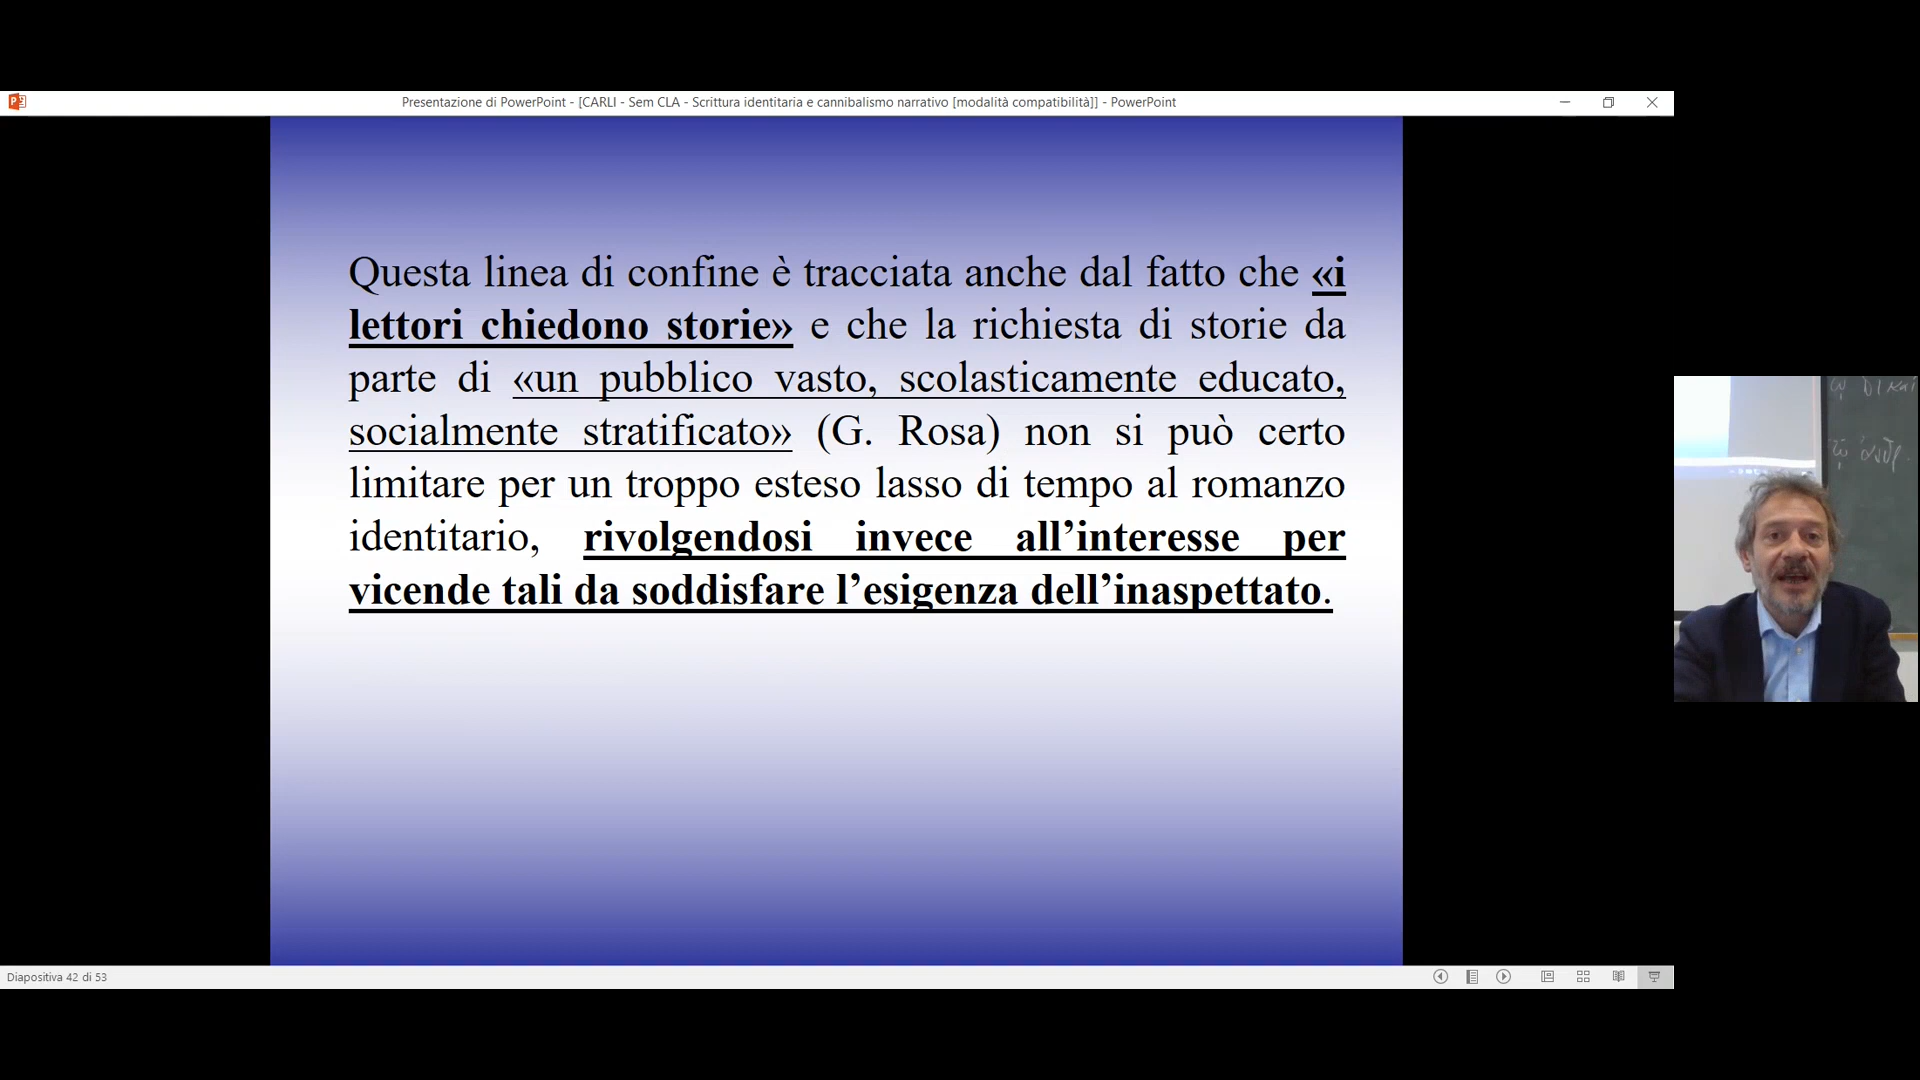 Presentazione di PowerPoint - [CARLI - Sem CLA - Scrittura identitaria e cannibalismo narrativo [modalità compatibilità]] - PowerPoint
Questa linea di confine è tracciata anche dal fatto che «i
lettori chiedono storie» e che la richiesta di storie da
parte di «un pubblico vasto, scolasticamente educato,
socialmente stratificato» (G. Rosa) non si può certo
limitare per un troppo esteso lasso di tempo al romanzo
identitario, rivolgendosi invece all’interesse per
vicende tali da soddisfare l’esigenza dell’inaspettato.
Diapositiva 42 di 53